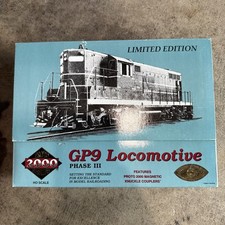 LIMITED EDITION
2000
HO SCALE
GP9 Locomotive
PHASE III
SETTING THE STANDARD
FOR EXCELLENCE
IN MODEL RAILROADING
FEATURES
PROTO 2000 MAGNETIC
KNUCKLE COUPLERS